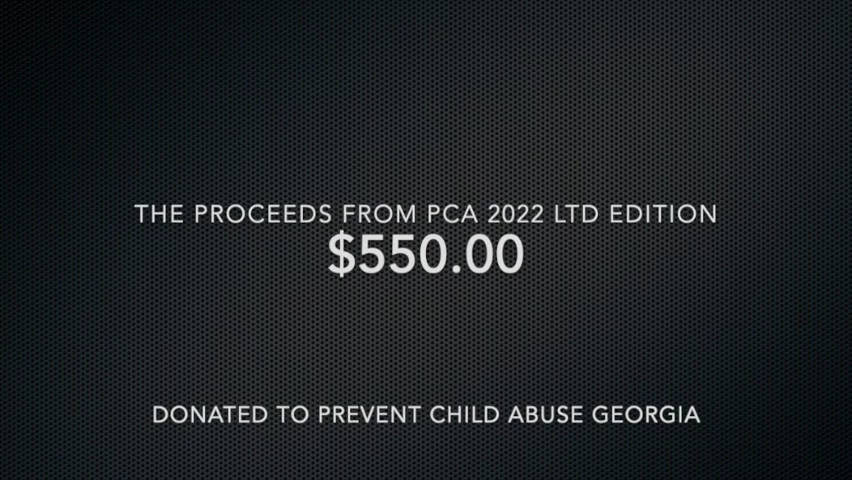 THE PROCEEDS FROM PCA 2022 LTD EDITION
$550.00
DONATED TO PREVENT CHILD ABUSE GEORGIA